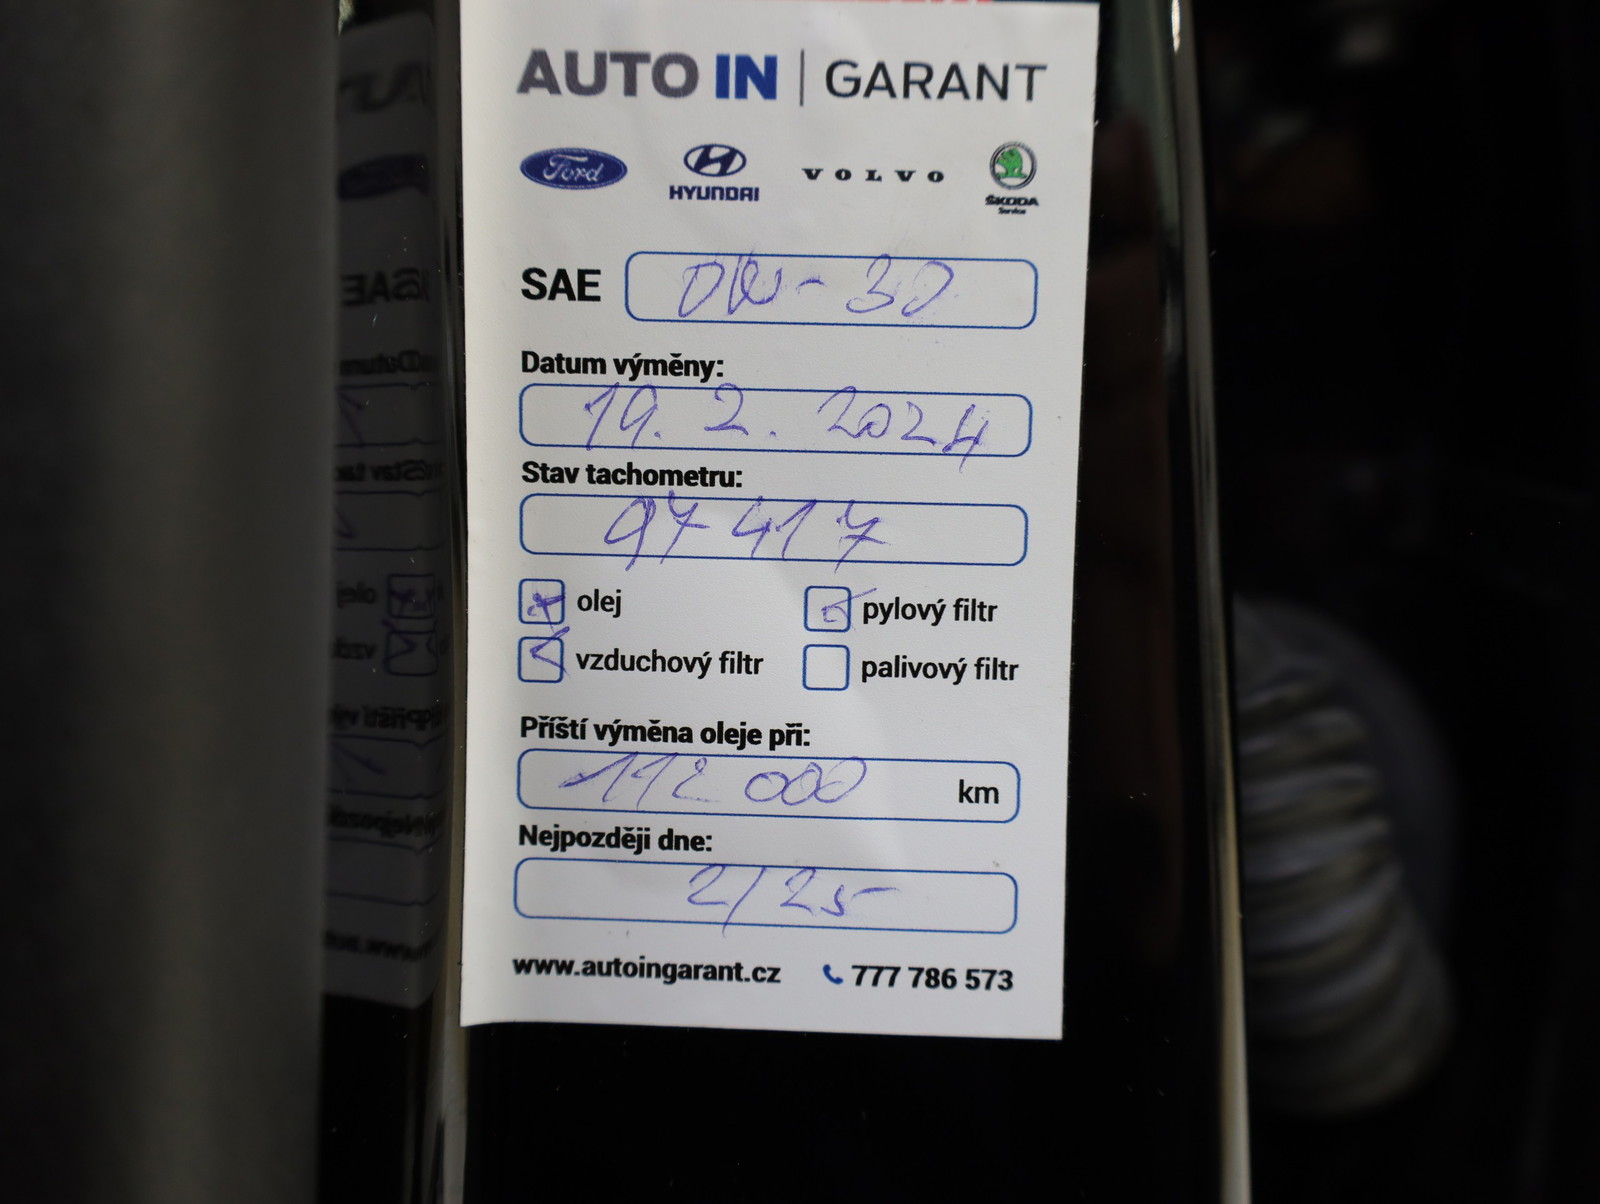 AUTO IN | GARANT
Ford HYUNDAI VOLVO ŠKODA Service
SAE 0W-30
Datum výměny:
19. 2. 2024
Stav tachometru:
97 417
olej pylový filtr
vzduchový filtr palivový filtr
Příští výměna oleje při:
112 000 km
Nejpozději dne:
2/25
www.autoingarant.cz 777 786 573